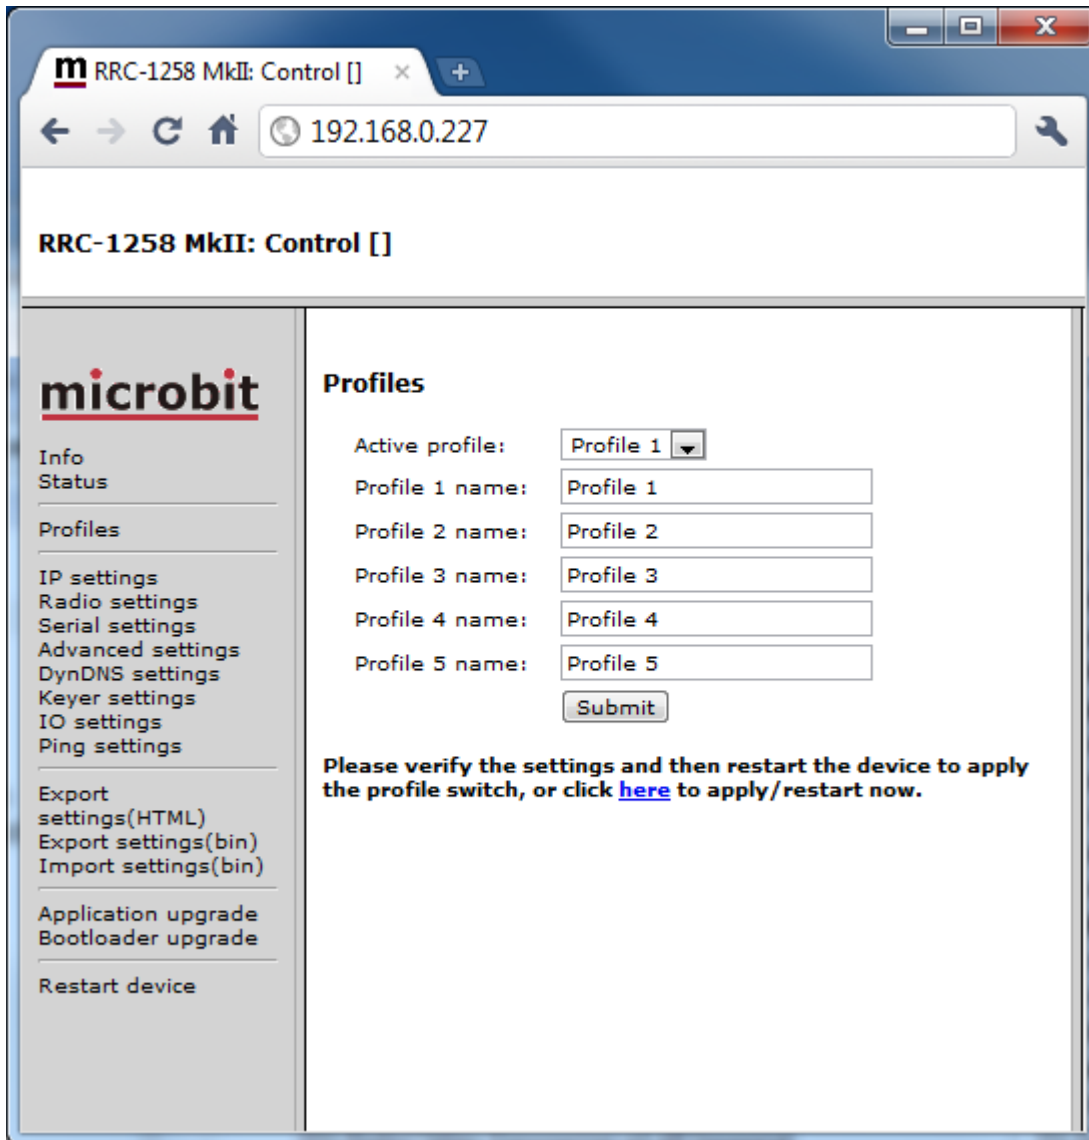 m RRC-1258 MkII: Control []
192.168.0.227
RRC-1258 MkII: Control []
microbit
Info
Status
Profiles
IP settings
Radio settings
Serial settings
Advanced settings
DynDNS settings
Keyer settings
IO settings
Ping settings
Export
settings(HTML)
Export settings(bin)
Import settings(bin)
Application upgrade
Bootloader upgrade
Restart device
Profiles
Active profile: Profile 1
Profile 1 name: Profile 1
Profile 2 name: Profile 2
Profile 3 name: Profile 3
Profile 4 name: Profile 4
Profile 5 name: Profile 5
Submit
Please verify the settings and then restart the device to apply
the profile switch, or click here to apply/restart now.